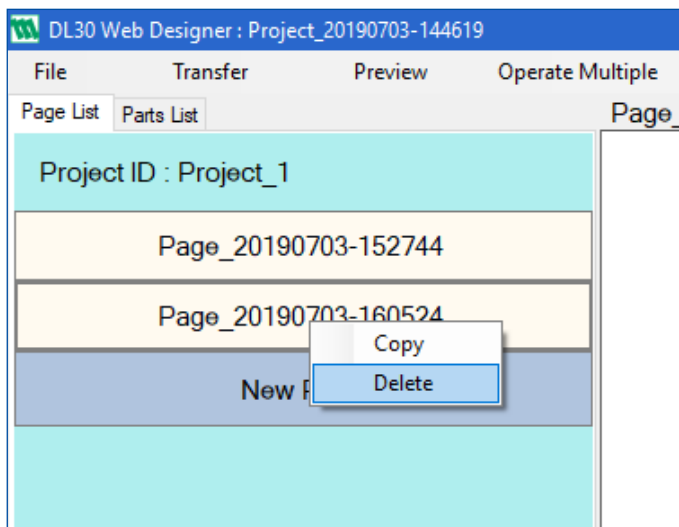 DL30 Web Designer : Project_20190703-144619
File Transfer Preview Operate Multiple
Page List Parts List Page_
Project ID : Project_1
Page_20190703-152744
Page_20190703-160524
Copy
New
Delete